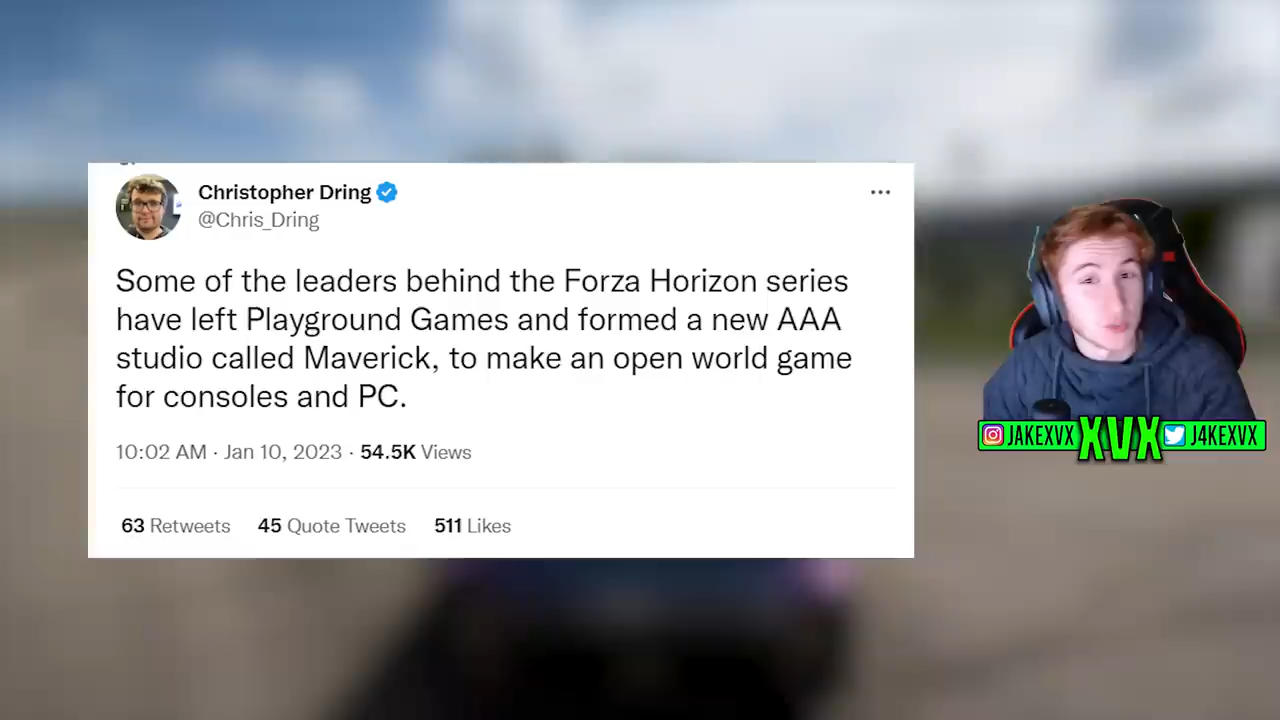 Christopher Dring
@Chris_Dring
Some of the leaders behind the Forza Horizon series
have left Playground Games and formed a new AAA
studio called Maverick, to make an open world game
for consoles and PC.
10:02 AM · Jan 10, 2023 · 54.5K Views
63 Retweets 45 Quote Tweets 511 Likes
JAKEXVX XVX J4KEXVX